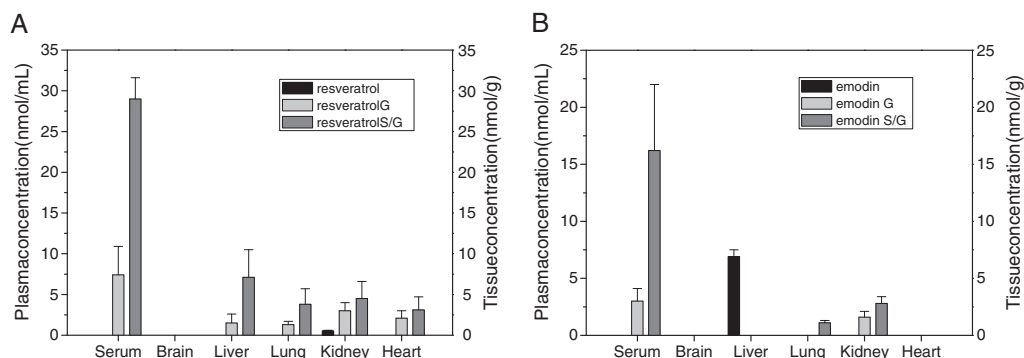 A
Plasmaconcentration(nmol/mL)
35
30
25
20
15
10
5
0
resveratrol
resveratrolG
resveratrolS/G
35
30
25
20
15
10
5
0
Tissueconcentration(nmol/g)
Serum Brain Liver Lung Kidney Heart
B
Plasmaconcentration(nmol/mL)
25
20
15
10
5
0
emodin
emodin G
emodin S/G
25
20
15
10
5
0
Tissueconcentration(nmol/g)
Serum Brain Liver Lung Kidney Heart